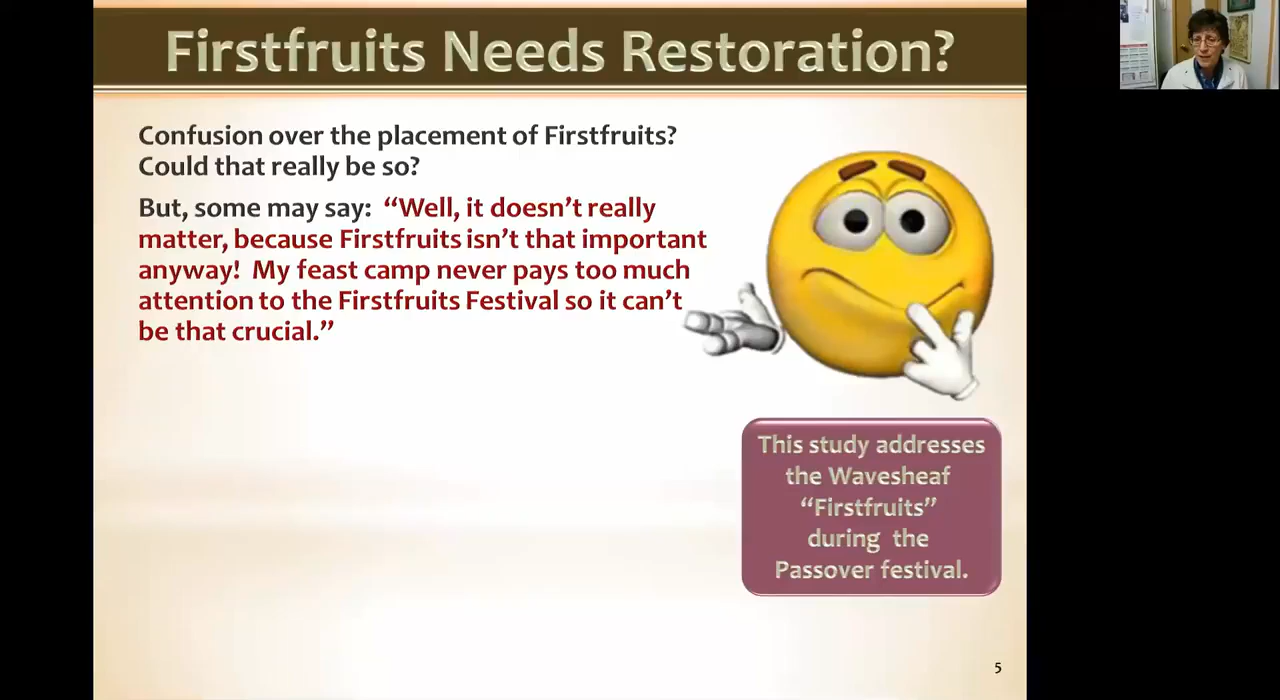 Firstfruits Needs Restoration?
Confusion over the placement of Firstfruits?
Could that really be so?
But, some may say: “Well, it doesn’t really
matter, because Firstfruits isn’t that important
anyway! My feast camp never pays too much
attention to the Firstfruits Festival so it can’t
be that crucial.”
This study addresses
the Wavesheaf
“Firstfruits”
during the
Passover festival.
5